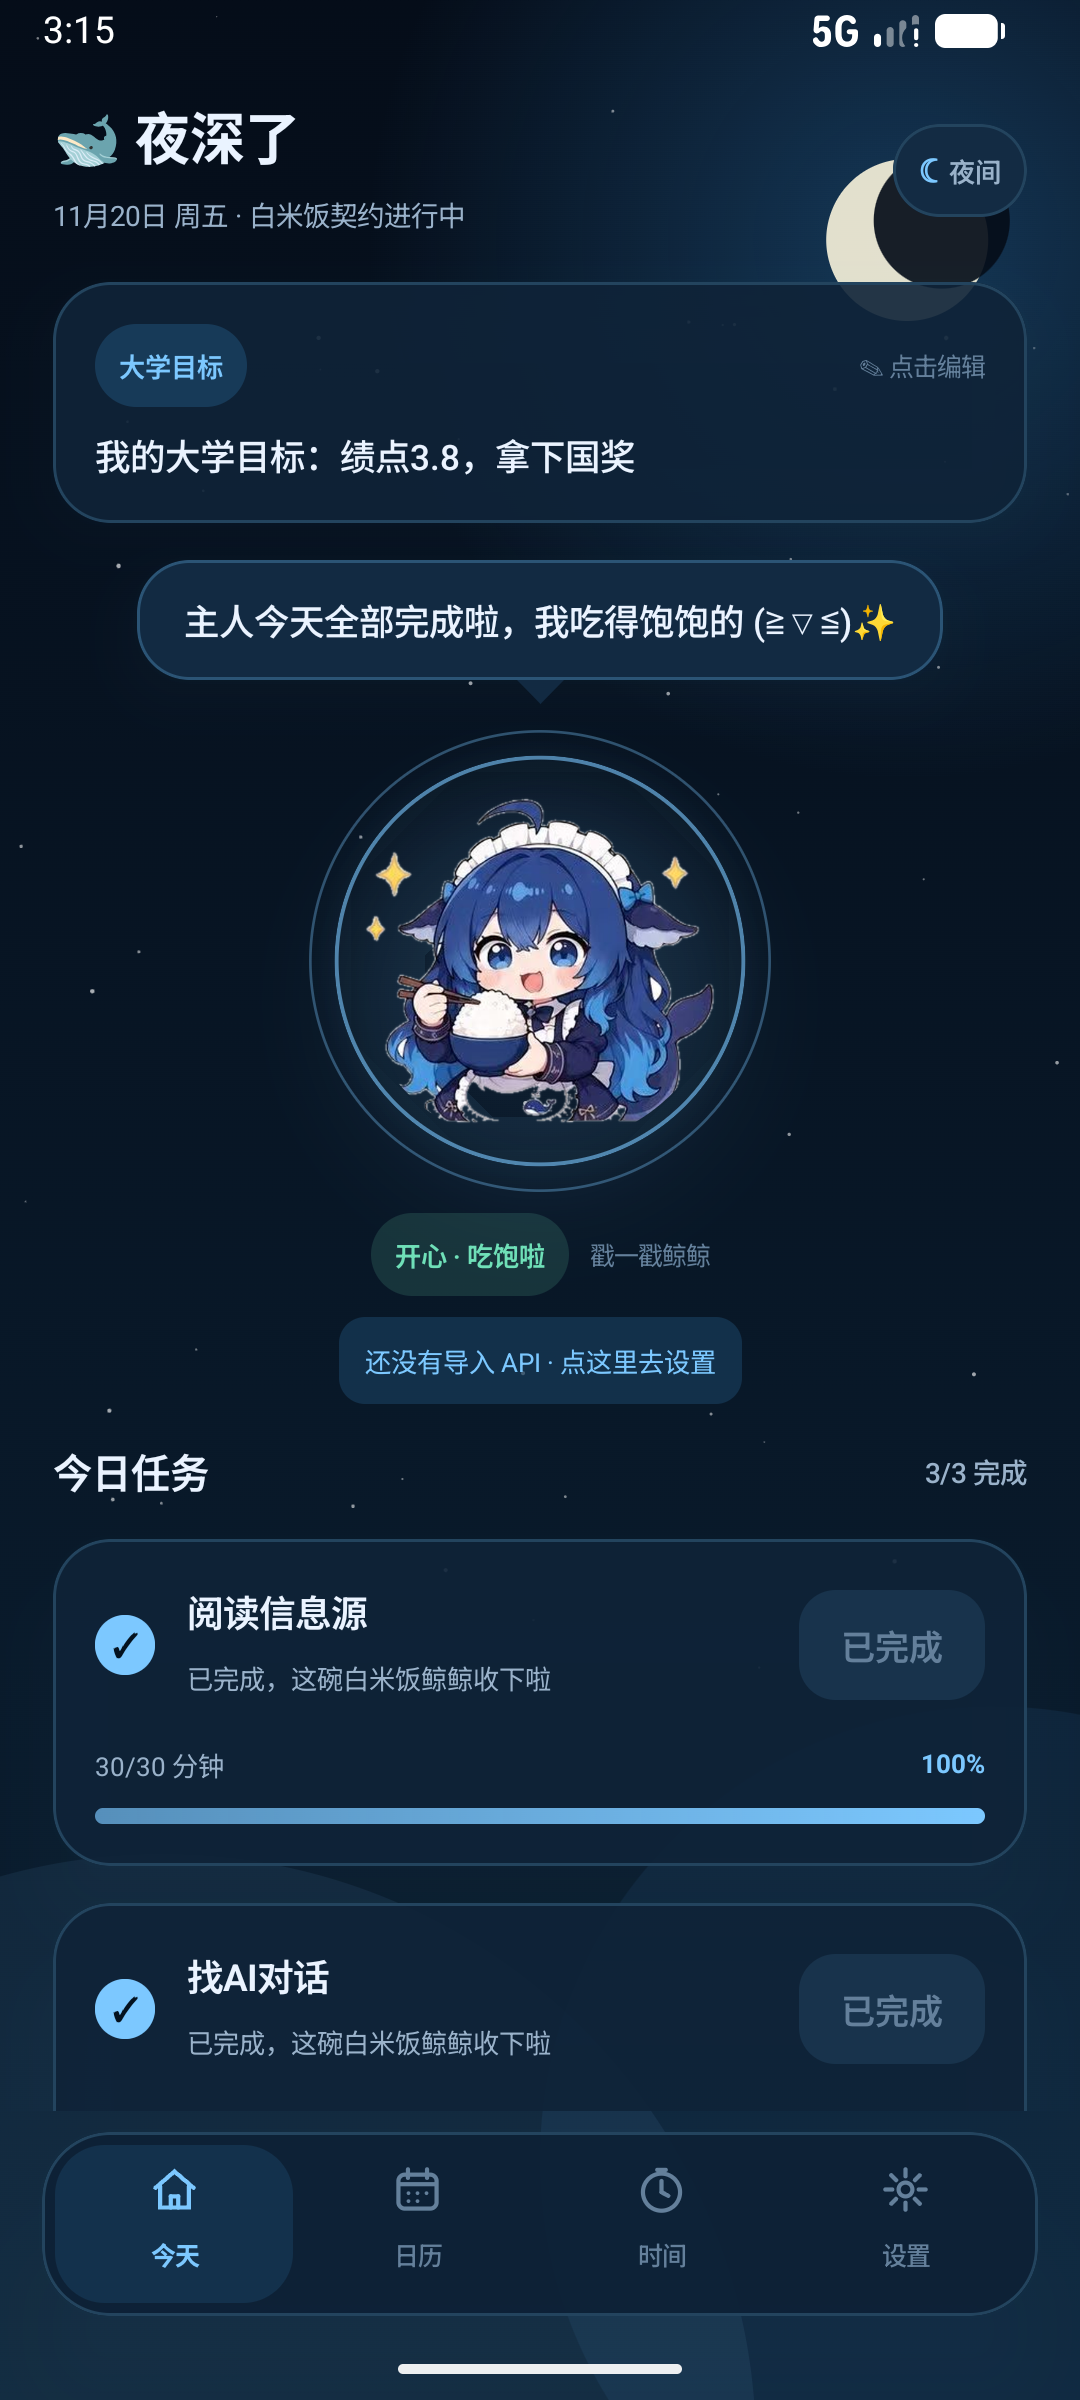 3:15
5G
🐋 夜深了
☾ 夜间
11月20日 周五 · 白米饭契约进行中
大学目标
✎ 点击编辑
我的大学目标：绩点3.8，拿下国奖
主人今天全部完成啦，我吃得饱饱的 (≧▽≦)✨
开心 · 吃饱啦
戳一戳鲸鲸
还没有导入 API · 点这里去设置
今日任务
3/3 完成
✓
阅读信息源
已完成，这碗白米饭鲸鲸收下啦
已完成
30/30 分钟
100%
✓
找AI对话
已完成，这碗白米饭鲸鲸收下啦
已完成
今天
日历
时间
设置